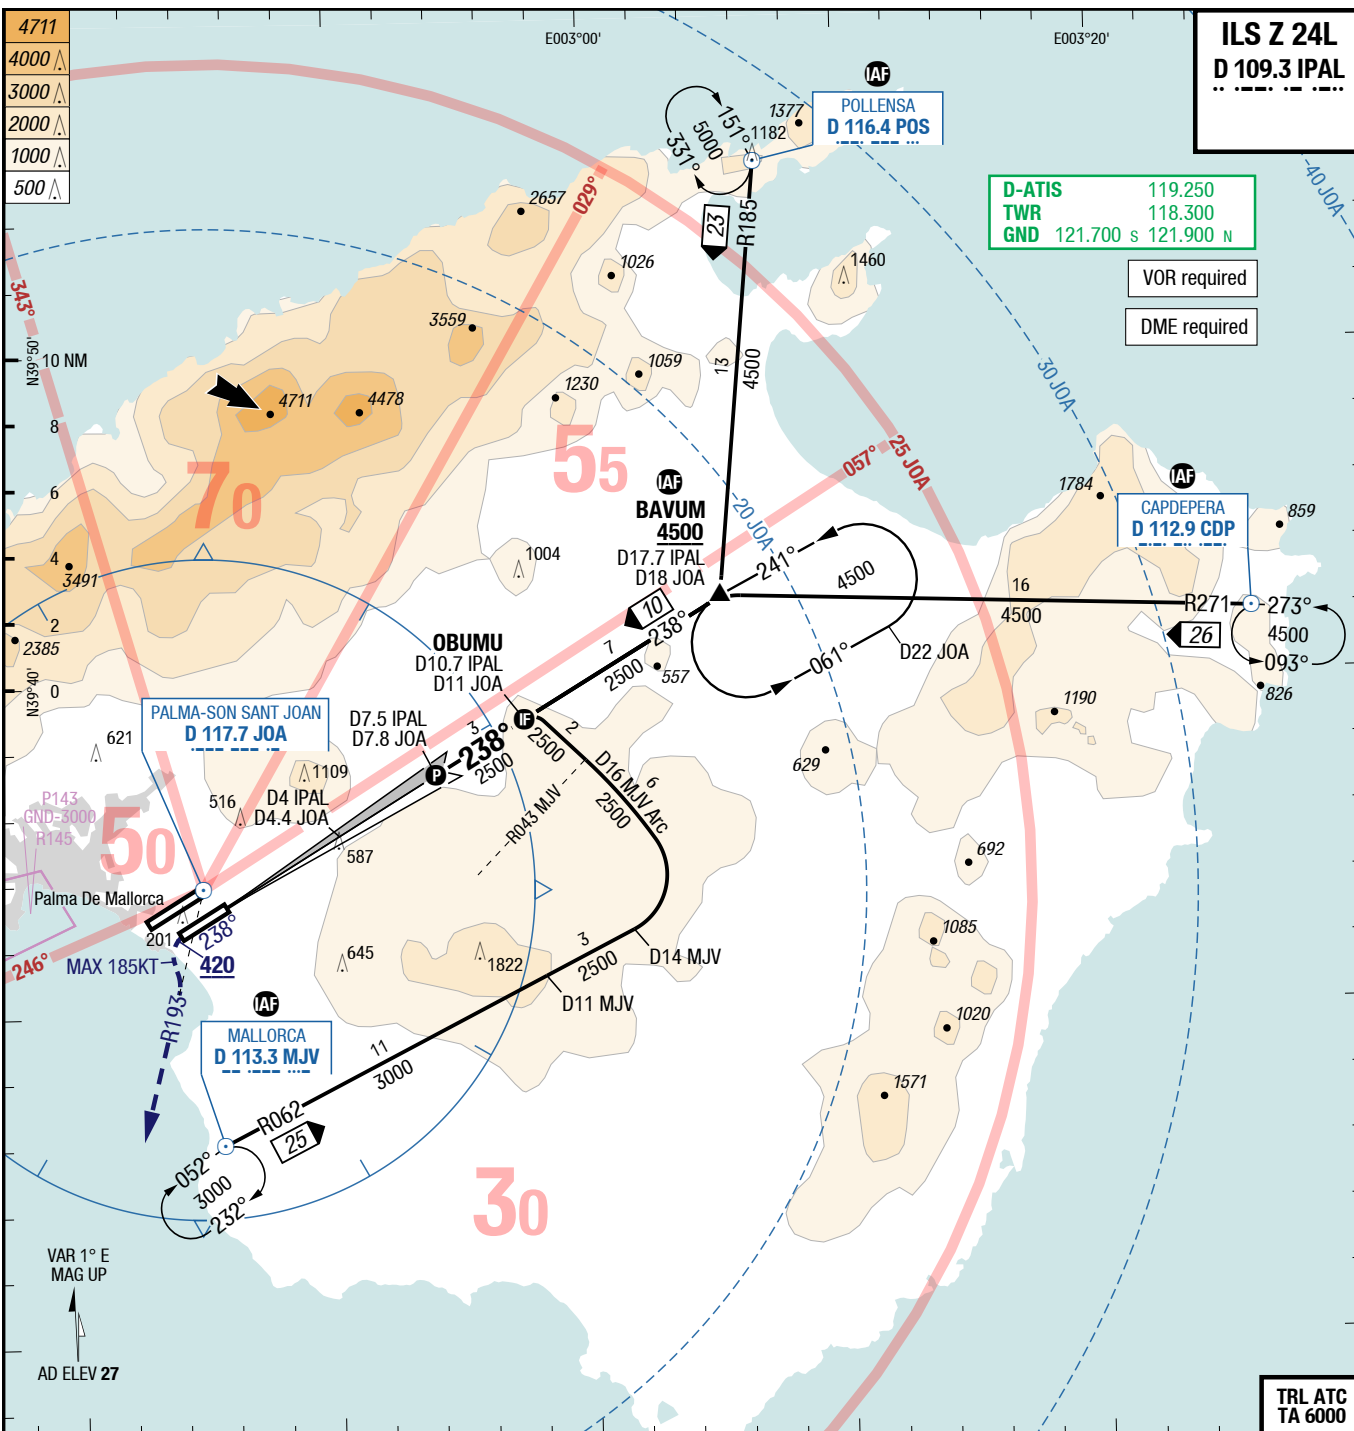 4711
4000
3000
2000
1000
500
E003°00'
E003°20'
ILS Z 24L
D 109.3 IPAL
IAF
POLLENSA
D 116.4 POS
1377
1182
151°
5000
331°
23
R185
40 JOA
D-ATIS 119.250
TWR 118.300
GND 121.700 S 121.900 N
VOR required
DME required
2657
029°
1026
1460
343°
3559
N39°50'
10 NM
1059
13
4500
30 JOA
4711
4478
1230
8
55
057°
25 JOA
70
6
IAF
BAVUM
4500
D17.7 IPAL
D18 JOA
20 JOA
1784
IAF
CAPDEPERA
D 112.9 CDP
859
4
3491
1004
241°
4500
16
4500
R271
273°
4500
093°
26
826
10
238°
7
2500
557
061°
D22 JOA
2
2385
N39°40'
0
OBUMU
D10.7 IPAL
D11 JOA
IF
1190
PALMA-SON SANT JOAN
D 117.7 JOA
D7.5 IPAL
D7.8 JOA
3
238°
2500
2500
2
D16 MJV Arc
6
2500
629
621
P
1109
516
D4 IPAL
D4.4 JOA
587
R043 MJV
P143
GND-3000
R145
50
692
Palma De Mallorca
201
238°
420
246°
MAX 185KT
R193
645
1822
3
2500
D14 MJV
D11 MJV
1085
1020
IAF
MALLORCA
D 113.3 MJV
11
3000
R062
25
1571
052°
3000
232°
30
VAR 1° E
MAG UP
AD ELEV 27
TRL ATC
TA 6000